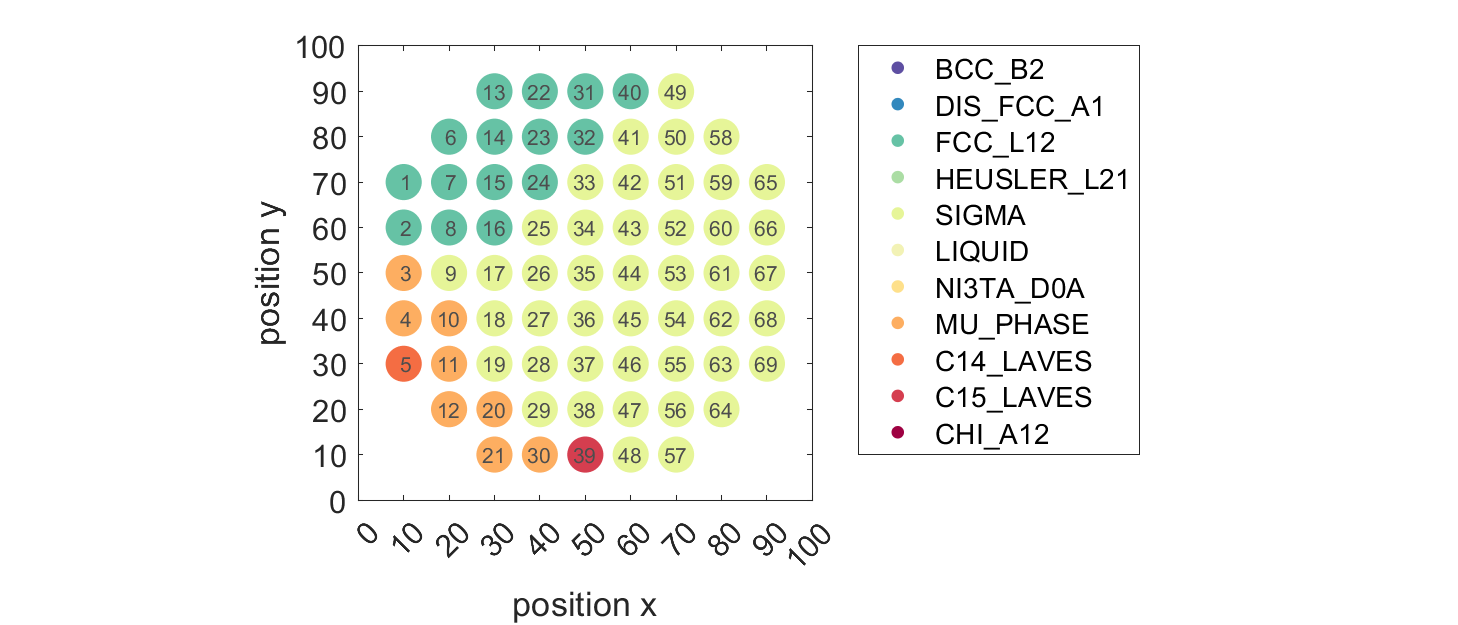 100
90 13 22 31 40 49
80 6 14 23 32 41 50 58
70 1 7 15 24 33 42 51 59 65
60 2 8 16 25 34 43 52 60 66
50 3 9 17 26 35 44 53 61 67
40 4 10 18 27 36 45 54 62 68
30 5 11 19 28 37 46 55 63 69
20 12 20 29 38 47 56 64
10 21 30 39 48 57
0
0 10 20 30 40 50 60 70 80 90 100
position x
position y
BCC_B2
DIS_FCC_A1
FCC_L12
HEUSLER_L21
SIGMA
LIQUID
NI3TA_D0A
MU_PHASE
C14_LAVES
C15_LAVES
CHI_A12